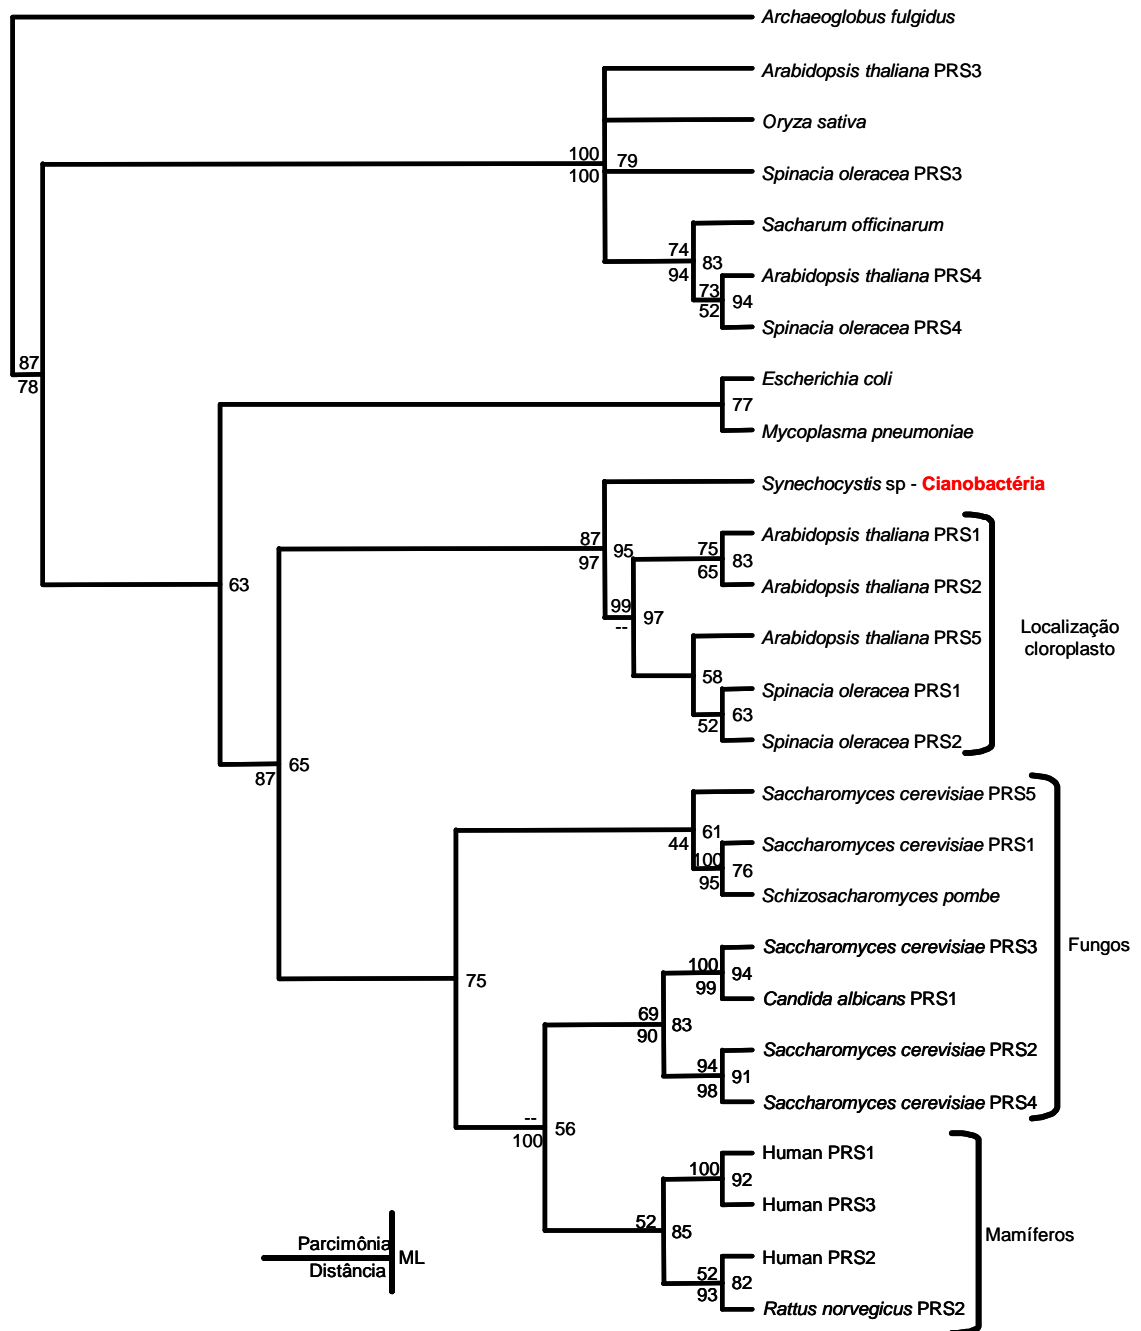 Archaeoglobus fulgidus
Arabidopsis thaliana PRS3
Oryza sativa
100
100
79
Spinacia oleracea PRS3
Sacharum officinarum
74
94
83
Arabidopsis thaliana PRS4
73
52
94
Spinacia oleracea PRS4
87
78
Escherichia coli
77
Mycoplasma pneumoniae
Synechocystis sp - Cianobactéria
87
97
95
Arabidopsis thaliana PRS1
75
65
83
Arabidopsis thaliana PRS2
63
99
--
97
Arabidopsis thaliana PRS5
58
Spinacia oleracea PRS1
52
63
Spinacia oleracea PRS2
Localização
cloroplasto
87
65
Saccharomyces cerevisiae PRS5
44
61
Saccharomyces cerevisiae PRS1
100
95
76
Schizosacharomyces pombe
75
Saccharomyces cerevisiae PRS3
100
99
94
Candida albicans PRS1
69
90
83
Saccharomyces cerevisiae PRS2
94
98
91
Saccharomyces cerevisiae PRS4
Fungos
--
100
56
Human PRS1
100
92
Human PRS3
52
85
Human PRS2
52
93
82
Rattus norvegicus PRS2
Mamíferos
Parcimônia
Distância
ML